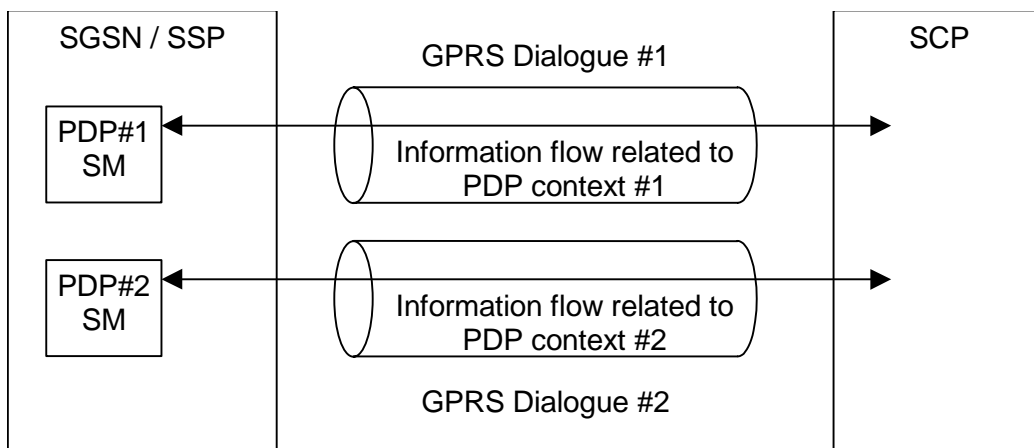 SGSN / SSP
GPRS Dialogue #1
SCP
PDP#1
SM
Information flow related to
PDP context #1
PDP#2
SM
Information flow related to
PDP context #2
GPRS Dialogue #2